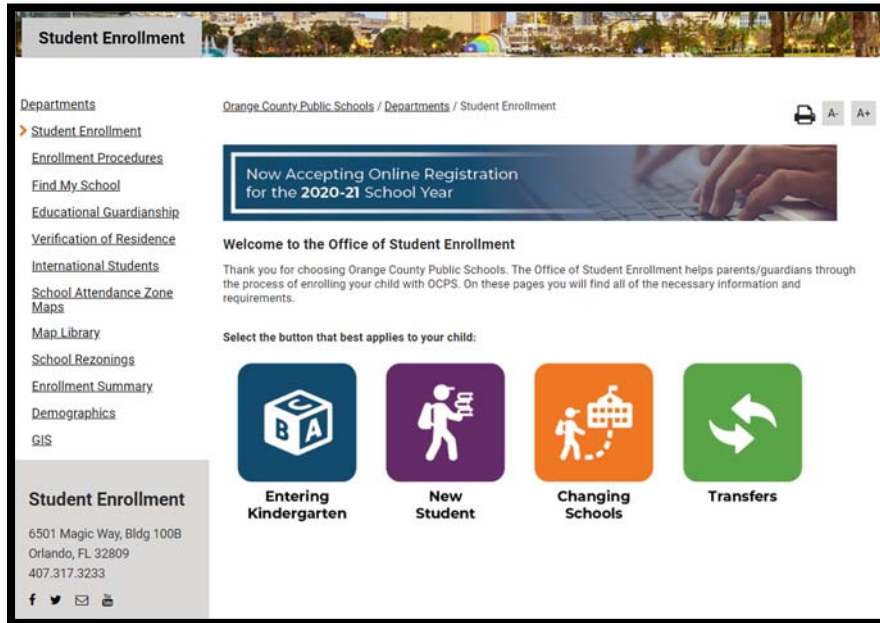 Student Enrollment
Departments
Student Enrollment
Enrollment Procedures
Find My School
Educational Guardianship
Verification of Residence
International Students
School Attendance Zone
Maps
Map Library
School Rezonings
Enrollment Summary
Demographics
GIS
Student Enrollment
6501 Magic Way, Bldg 100B
Orlando, FL 32809
407.317.3233
Orange County Public Schools / Departments / Student Enrollment
A-
A+
Now Accepting Online Registration
for the 2020-21 School Year
Welcome to the Office of Student Enrollment
Thank you for choosing Orange County Public Schools. The Office of Student Enrollment helps parents/guardians through
the process of enrolling your child with OCPS. On these pages you will find all of the necessary information and
requirements.
Select the button that best applies to your child:
C
B A
Entering
Kindergarten
New
Student
Changing
Schools
Transfers